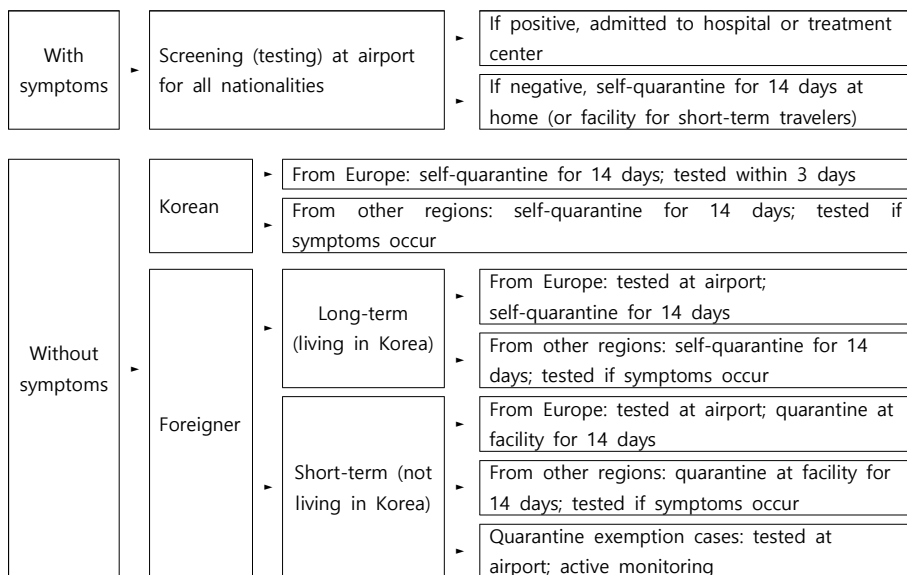 With
symptoms
Screening (testing) at airport
for all nationalities
If positive, admitted to hospital or treatment
center
If negative, self-quarantine for 14 days at
home (or facility for short-term travelers)
Without
symptoms
Korean
From Europe: self-quarantine for 14 days; tested within 3 days
From other regions: self-quarantine for 14 days; tested if
symptoms occur
Foreigner
Long-term
(living in Korea)
From Europe: tested at airport;
self-quarantine for 14 days
From other regions: self-quarantine for 14
days; tested if symptoms occur
Short-term (not
living in Korea)
From Europe: tested at airport; quarantine at
facility for 14 days
From other regions: quarantine at facility for
14 days; tested if symptoms occur
Quarantine exemption cases: tested at
airport; active monitoring